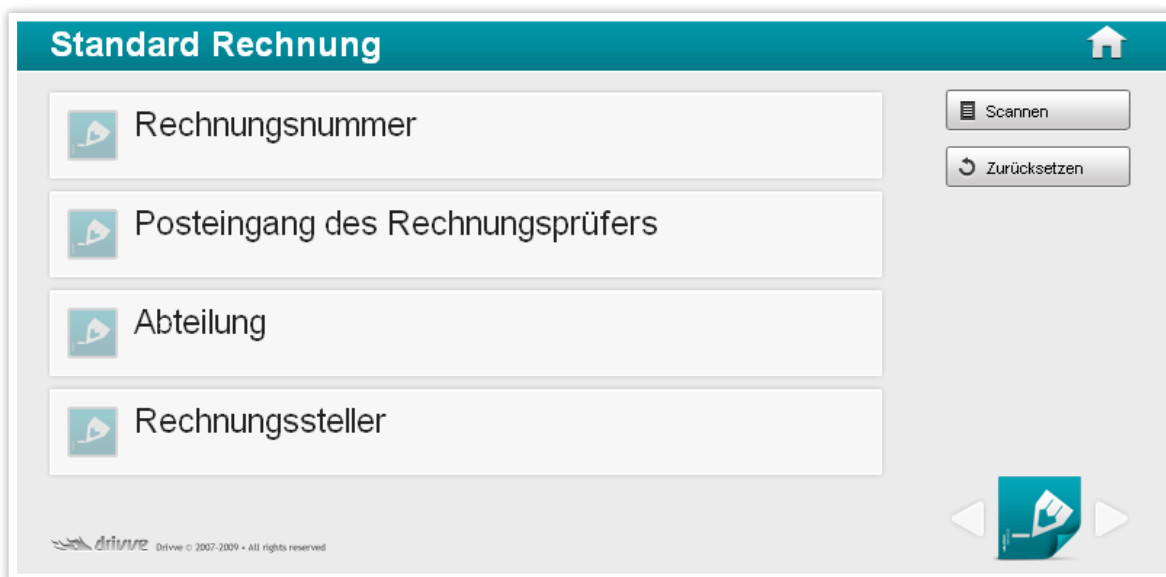 Standard Rechnung
Rechnungsnummer
Posteingang des Rechnungsprüfers
Abteilung
Rechnungssteller
Scannen
Zurücksetzen
drivve Drivve © 2007-2009 • All rights reserved